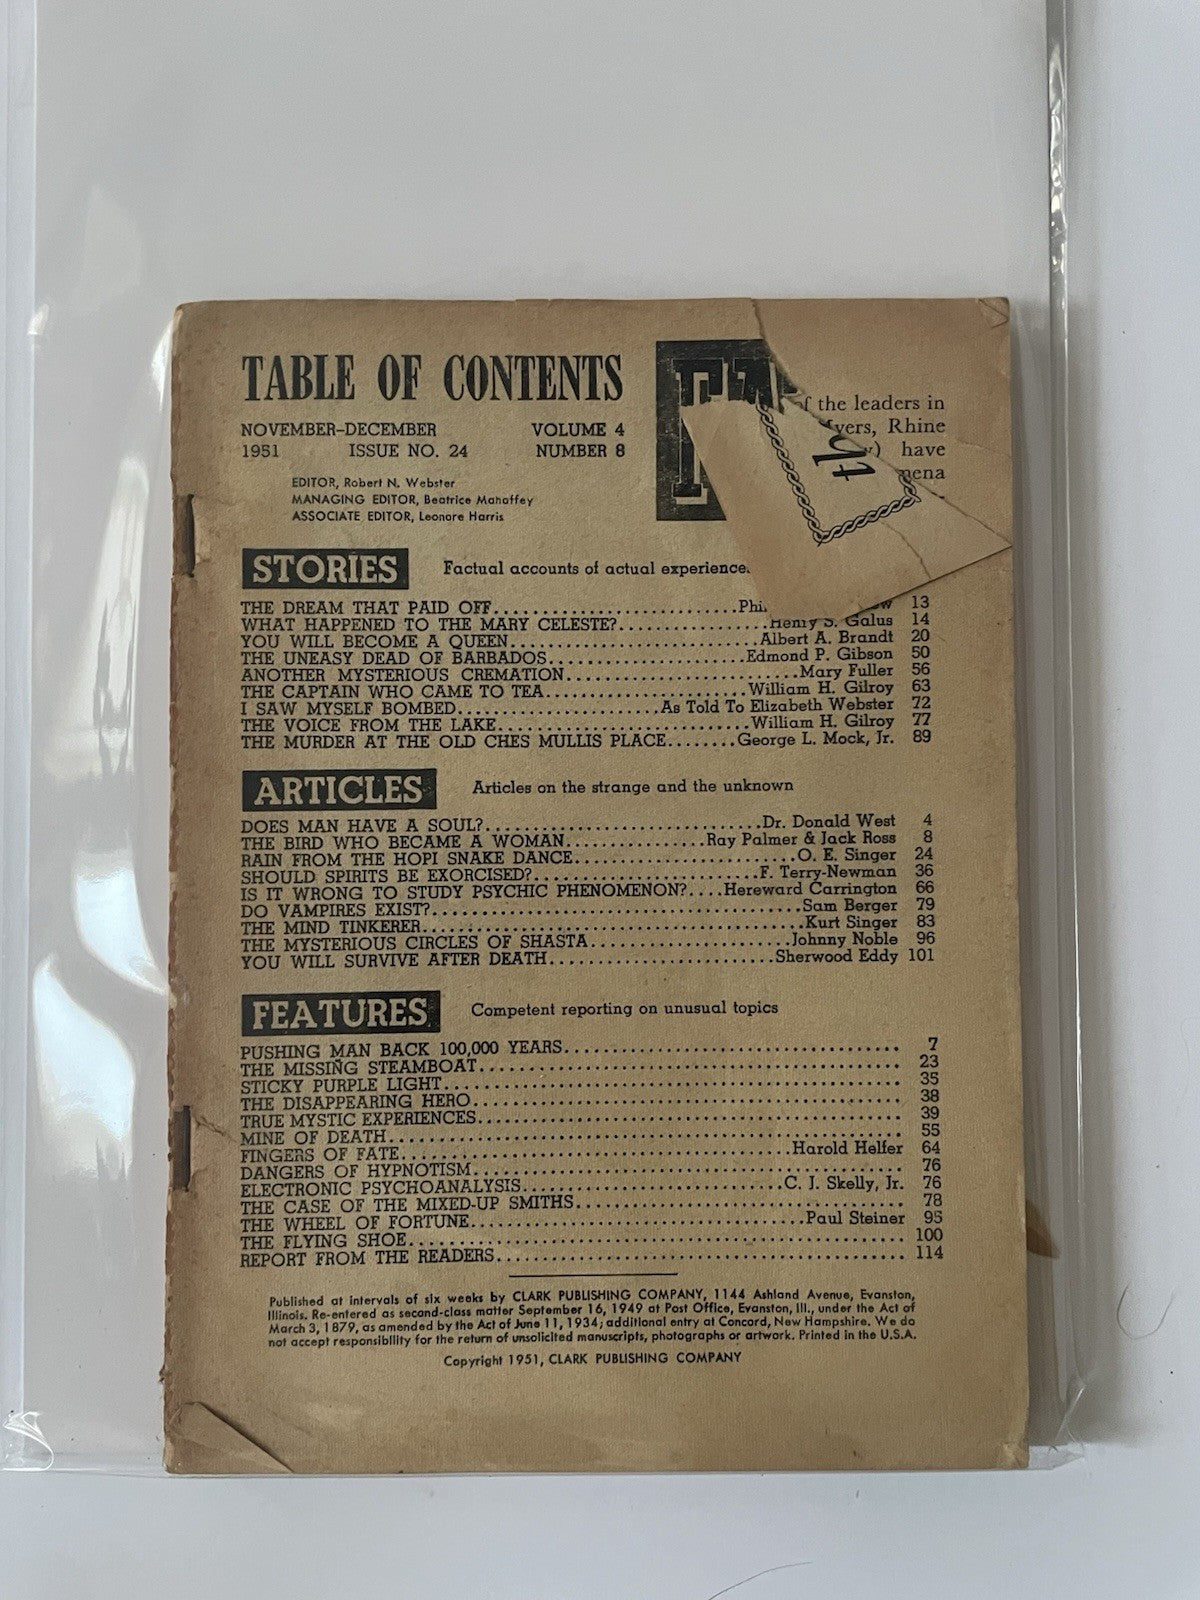 TABLE OF CONTENTS
NOVEMBER-DECEMBER VOLUME 4
1951 ISSUE NO. 24 NUMBER 8
EDITOR, Robert N. Webster
MANAGING EDITOR, Beatrice Mahaffey
ASSOCIATE EDITOR, Leonore Harris
of the leaders in
Myers, Rhine
have
th
STORIES Factual accounts of actual experience
THE DREAM THAT PAID OFF 13
WHAT HAPPENED TO THE MARY CELESTE? Henry S. Galus 14
YOU WILL BECOME A QUEEN Albert A. Brandt 20
THE UNEASY DEAD OF BARBADOS Edmond P. Gibson 50
ANOTHER MYSTERIOUS CREMATION Mary Fuller 56
THE CAPTAIN WHO CAME TO TEA William H. Gilroy 63
I SAW MYSELF BOMBED As Told To Elizabeth Webster 72
THE VOICE FROM THE LAKE William H. Gilroy 77
THE MURDER AT THE OLD CHES MULLIS PLACE George L. Mock, Jr. 89
ARTICLES Articles on the strange and the unknown
DOES MAN HAVE A SOUL? Dr. Donald West 4
THE BIRD WHO BECAME A WOMAN Ray Palmer & Jack Ross 8
RAIN FROM THE HOPI SNAKE DANCE O. E. Singer 24
SHOULD SPIRITS BE EXORCISED? F. Terry-Newman 36
IS IT WRONG TO STUDY PSYCHIC PHENOMENON? Hereward Carrington 66
DO VAMPIRES EXIST? Sam Berger 79
THE MIND TINKERER Kurt Singer 83
THE MYSTERIOUS CIRCLES OF SHASTA Johnny Noble 96
YOU WILL SURVIVE AFTER DEATH Sherwood Eddy 101
FEATURES Competent reporting on unusual topics
PUSHING MAN BACK 100,000 YEARS 7
THE MISSING STEAMBOAT 23
STICKY PURPLE LIGHT 35
THE DISAPPEARING HERO 38
TRUE MYSTIC EXPERIENCES 39
MINE OF DEATH 55
FINGERS OF FATE Harold Helfer 64
DANGERS OF HYPNOTISM 76
ELECTRONIC PSYCHOANALYSIS C. J. Skelly, Jr. 76
THE CASE OF THE MIXED-UP SMITHS 78
THE WHEEL OF FORTUNE Paul Steiner 95
THE FLYING SHOE 100
REPORT FROM THE READERS 114
Published at intervals of six weeks by CLARK PUBLISHING COMPANY, 1144 Ashland Avenue, Evanston,
Illinois. Re-entered as second-class matter September 16, 1949 at Post Office, Evanston, Ill., under the Act of
March 3, 1879, as amended by the Act of June 11, 1934; additional entry at Concord, New Hampshire. We do
not accept responsibility for the return of unsolicited manuscripts, photographs or artwork. Printed in the U.S.A.
Copyright 1951, CLARK PUBLISHING COMPANY